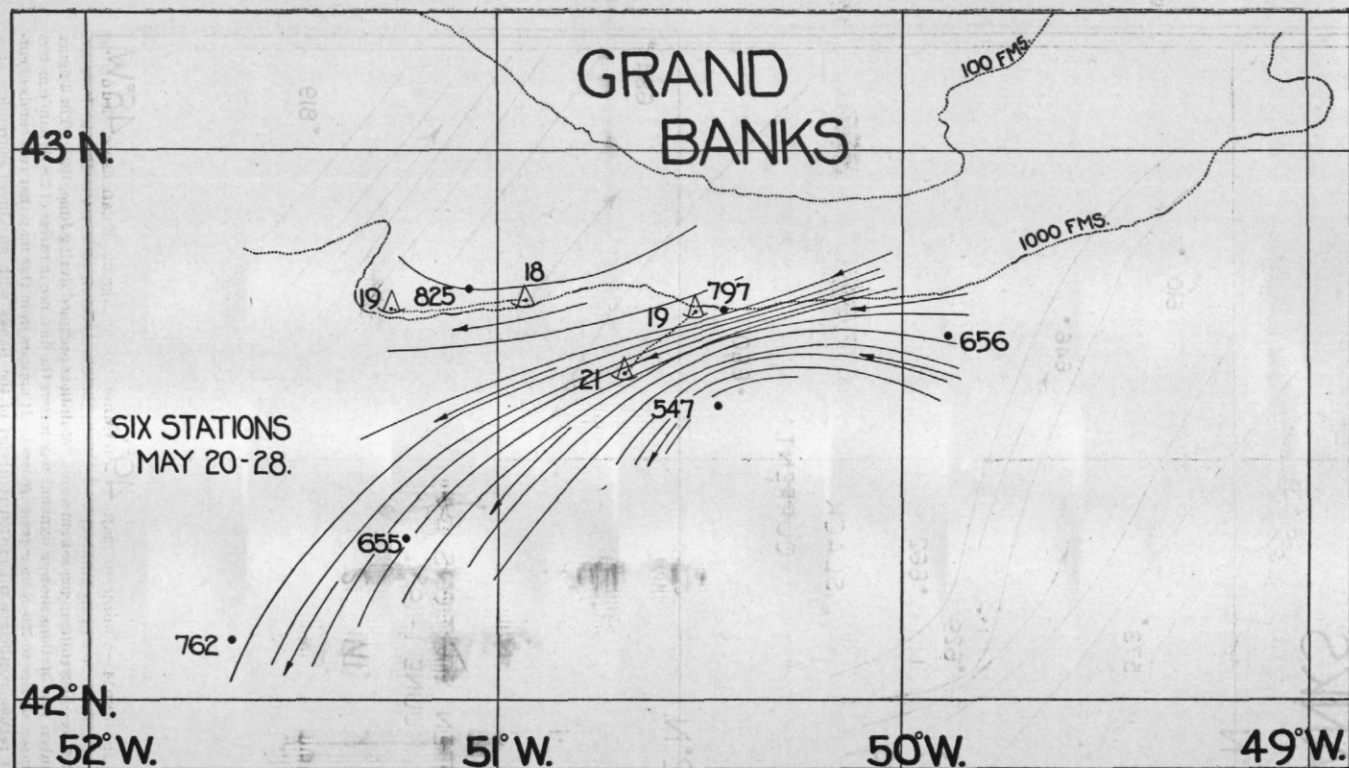 GRAND
BANKS
100 FMS.
43°N.
1000 FMS.
18
19 825
797
19
656
21
547
SIX STATIONS
MAY 20-28.
655
762
42°N.
52°W. 51°W. 50°W. 49°W.